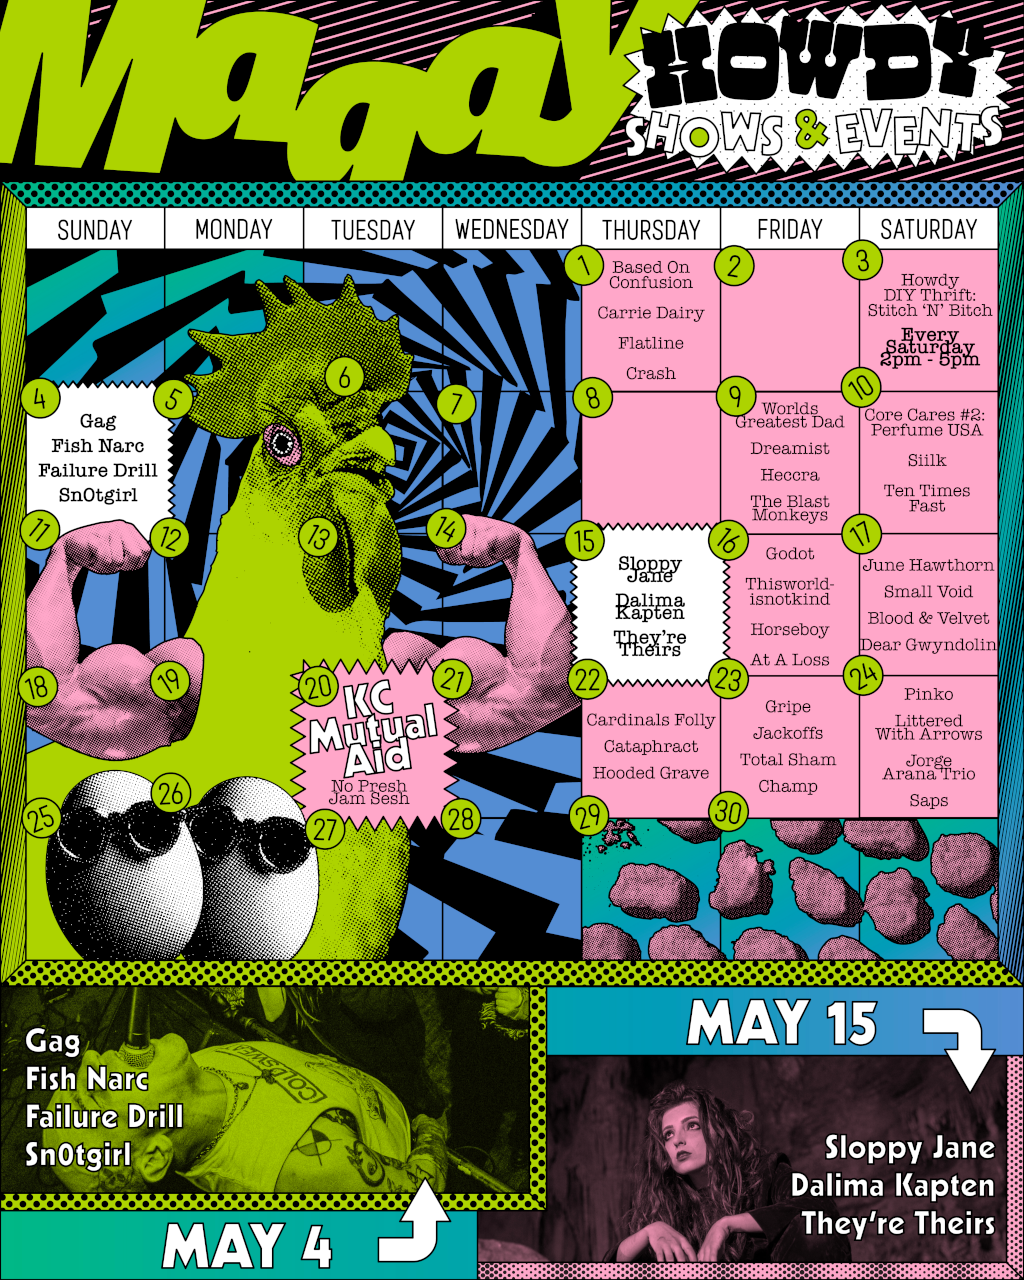 Magay
HOWDY
SHOWS & EVENTS
SUNDAY
MONDAY
TUESDAY
WEDNESDAY
THURSDAY
FRIDAY
SATURDAY
1
Based On
Confusion
Carrie Dairy
Flatline
Crash
2
3
Howdy
DIY Thrift:
Stitch ‘N’ Bitch
Every
Saturday
2pm - 5pm
4
Gag
Fish Narc
Failure Drill
Sn0tgirl
5
6
7
8
9
Worlds
Greatest Dad
Dreamist
Heccra
The Blast
Monkeys
10
Core Cares #2:
Perfume USA
Siilk
Ten Times
Fast
11
12
13
14
15
Sloppy
Jane
Dalima
Kapten
They’re
Theirs
16
Godot
Thisworld-
isnotkind
Horseboy
At A Loss
17
June Hawthorn
Small Void
Blood & Velvet
Dear Gwyndolin
18
19
20
KC
Mutual
Aid
No Presh
Jam Sesh
21
22
Cardinals Folly
Cataphract
Hooded Grave
23
Gripe
Jackoffs
Total Sham
Champ
24
Pinko
Littered
With Arrows
Jorge
Arana Trio
Saps
25
26
27
28
29
30
Gag
Fish Narc
Failure Drill
Sn0tgirl
MAY 4
MAY 15
Sloppy Jane
Dalima Kapten
They’re Theirs